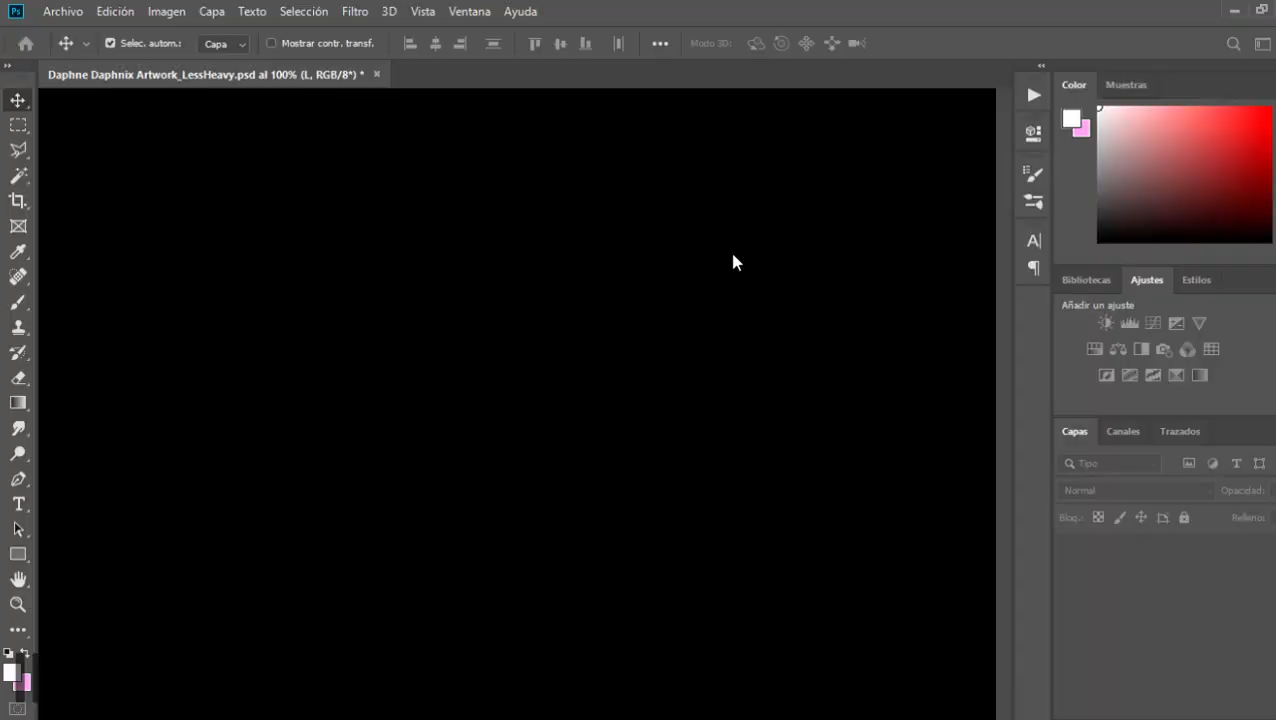 Ps Archivo Edición Imagen Capa Texto Selección Filtro 3D Vista Ventana Ayuda
Selec. autom.: Capa Mostrar contr. transf. Modo 3D:
Daphne Daphnix Artwork_LessHeavy.psd al 100% (L, RGB/8*) *
Color Muestras
Bibliotecas Ajustes Estilos
Añadir un ajuste
Capas Canales Trazados
Tipo
Normal Opacidad:
Bloq.: Relleno: